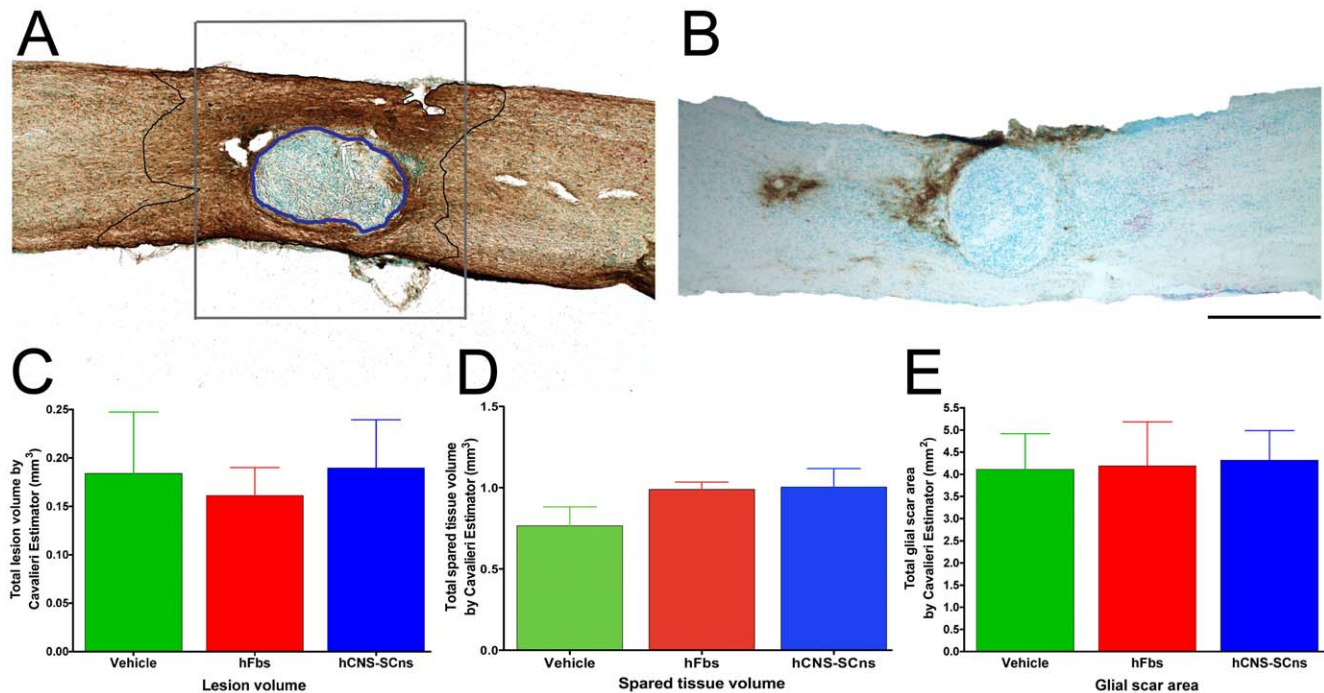 A
B
C
D
E
Total lesion volume by
Cavalieri Estimator (mm³)
0.25
0.20
0.15
0.10
0.05
0.00
Vehicle hFbs hCNS-SCns
Lesion volume
Total spared tissue volume
by Cavalieri Estimator (mm³)
1.5
1.0
0.5
0.0
Vehicle hFbs hCNS-SCns
Spared tissue volume
Total glial scar area
by Cavalieri Estimator (mm²)
5.5
5.0
4.5
4.0
3.5
3.0
2.5
2.0
1.5
1.0
0.5
0.0
Vehicle hFbs hCNS-SCns
Glial scar area